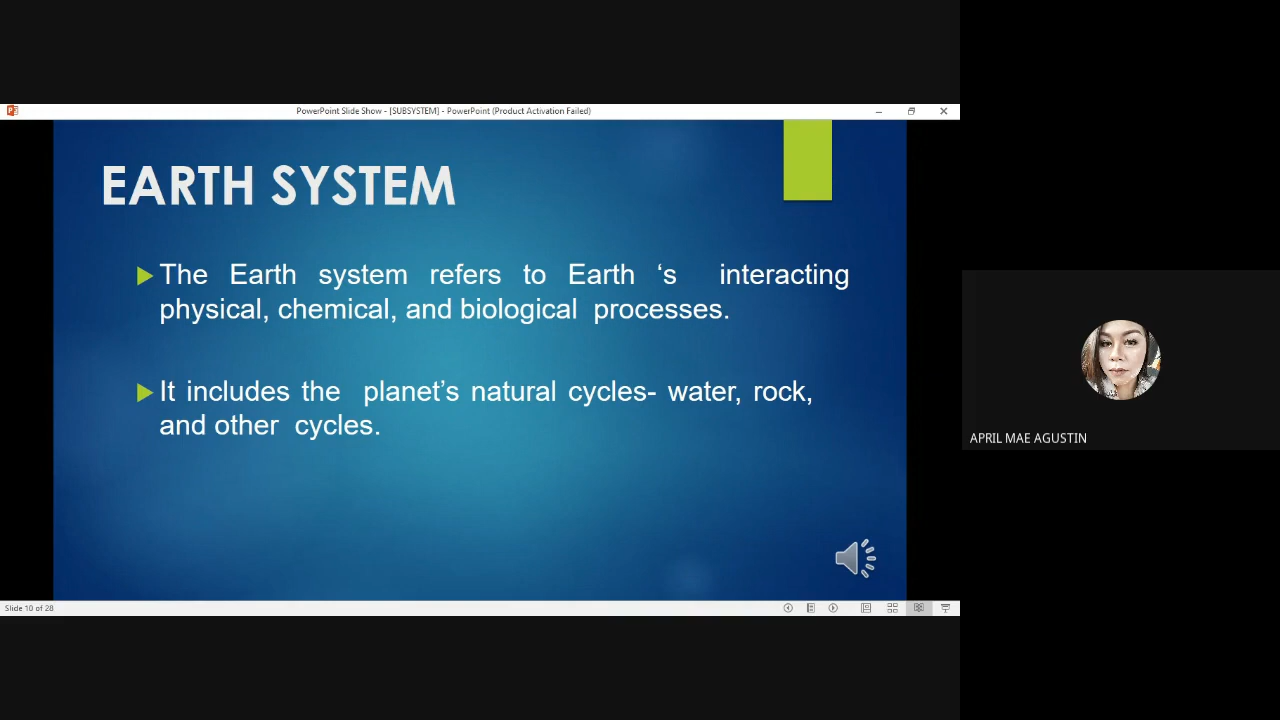 PowerPoint Slide Show - [SUBSYSTEM] - PowerPoint (Product Activation Failed)
EARTH SYSTEM
The Earth system refers to Earth ‘s interacting
physical, chemical, and biological processes.
It includes the planet’s natural cycles- water, rock,
and other cycles.
APRIL MAE AGUSTIN
Slide 10 of 28